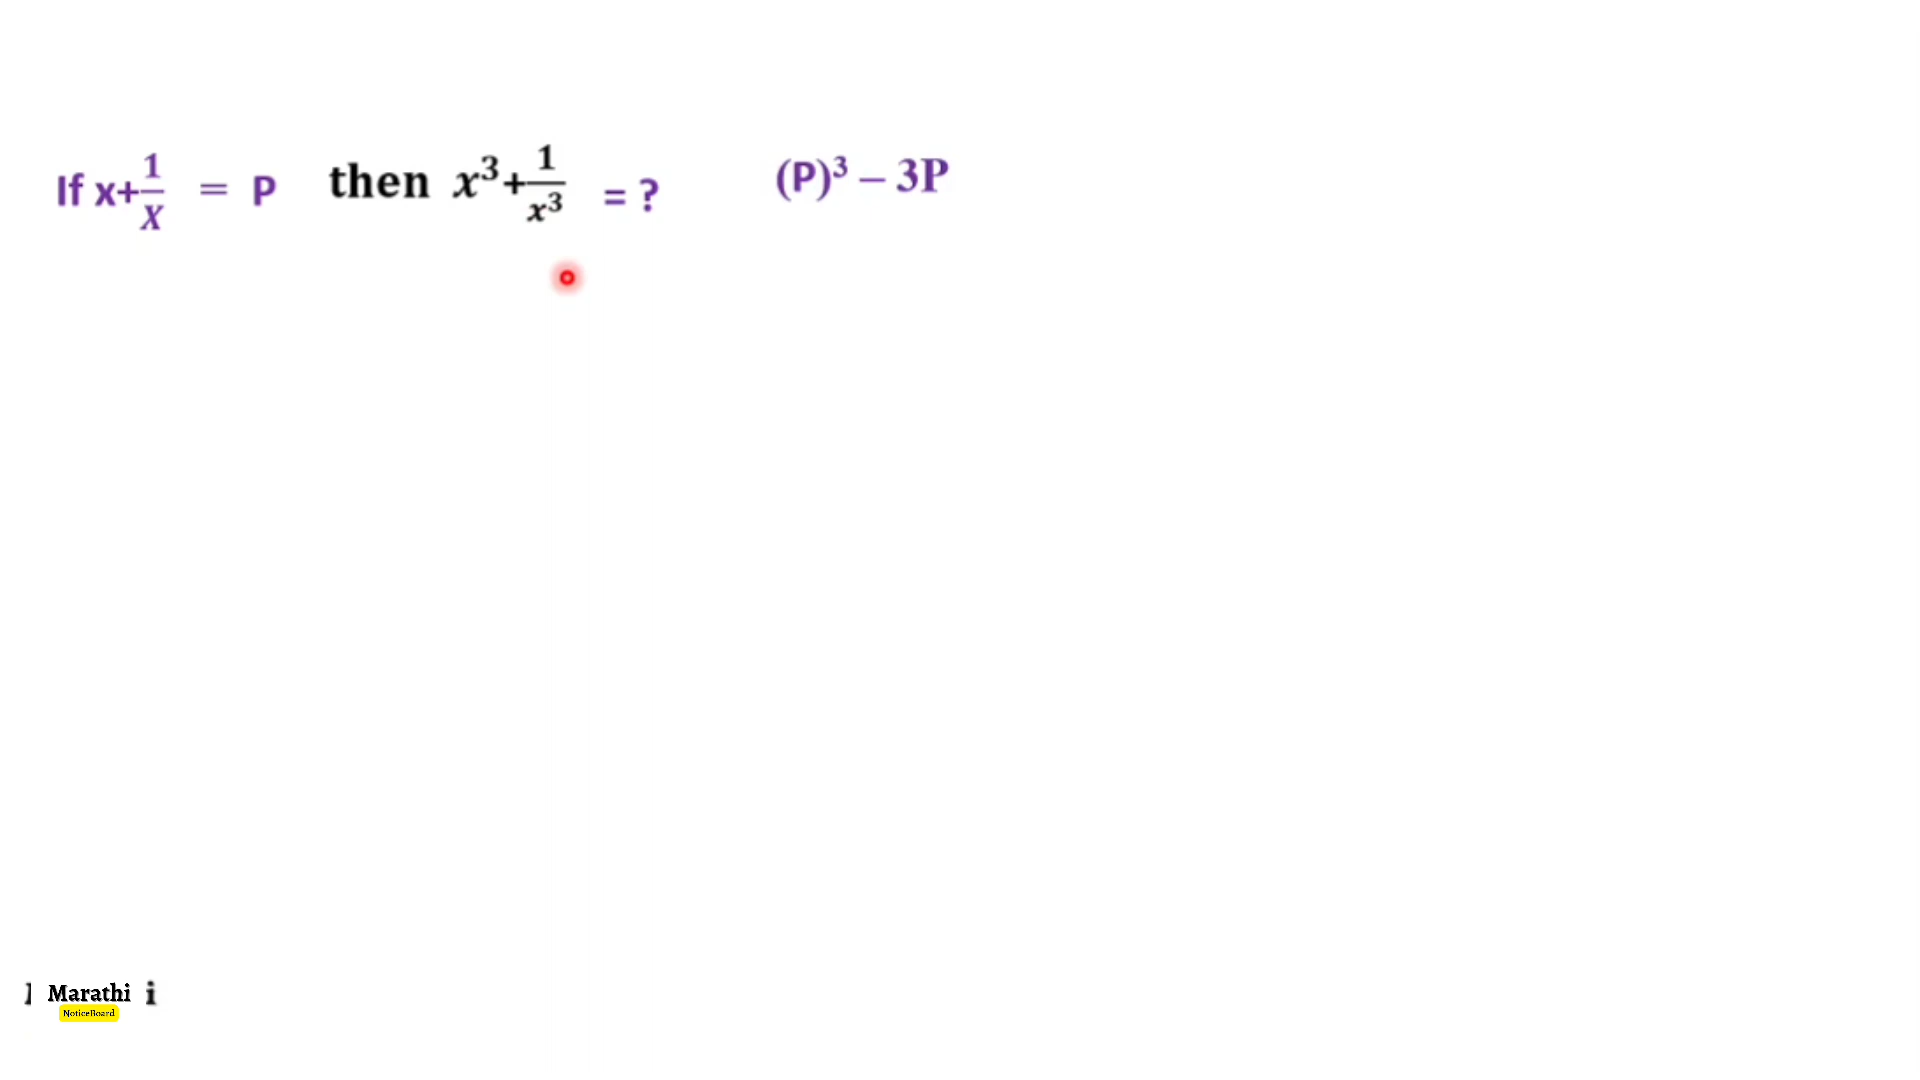 If x+1/X = P then x³+1/x³ = ? (P)³ – 3P
Marathi i
NoticeBoard